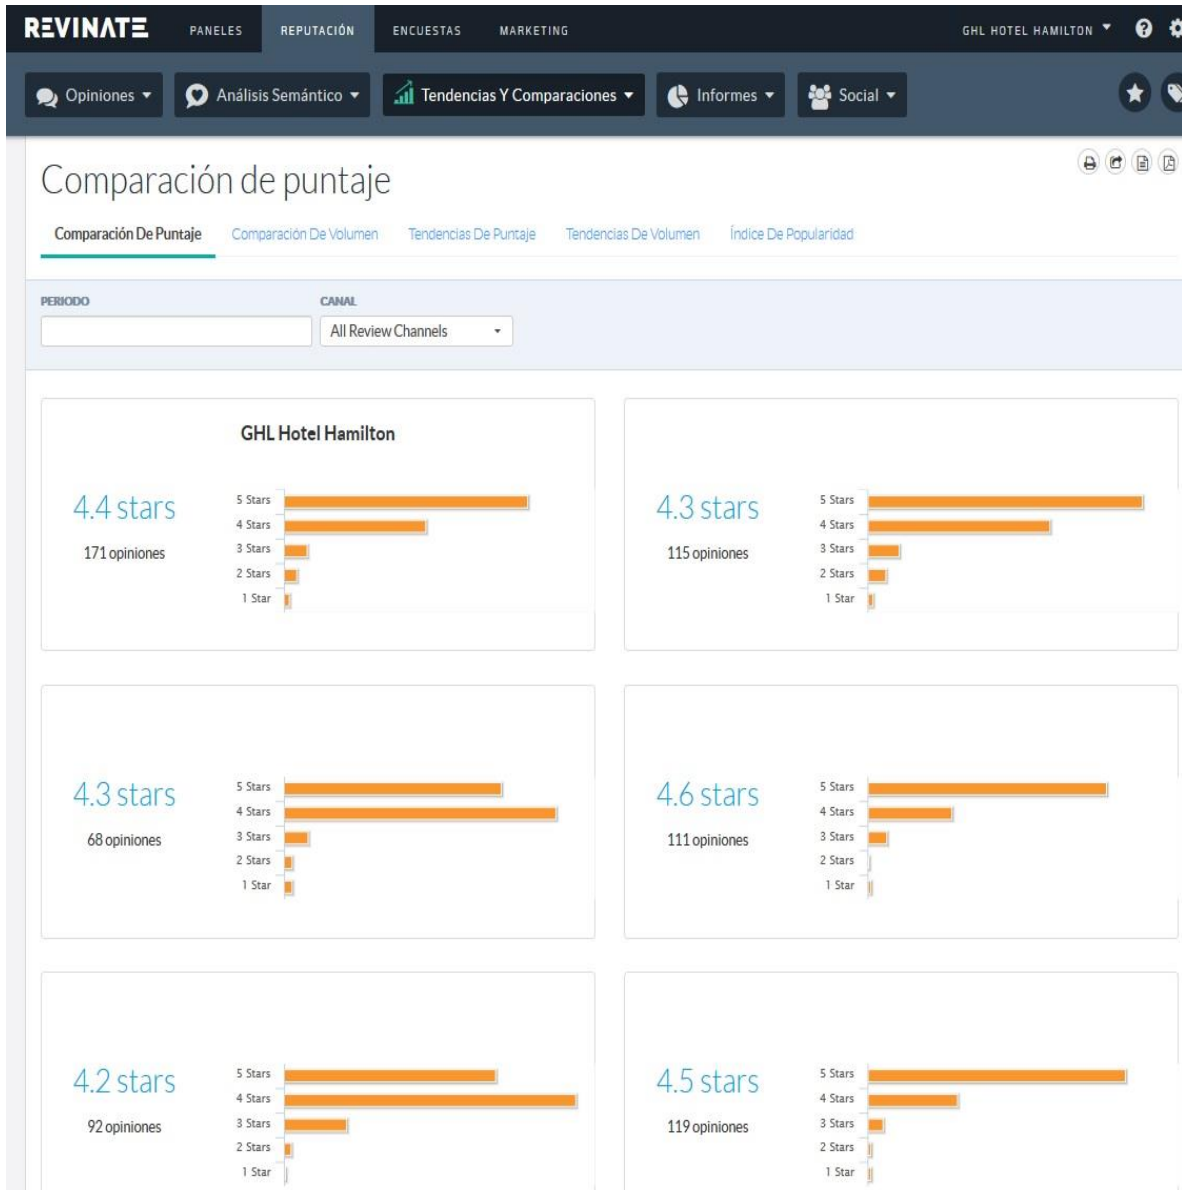 REVINATE PANELES REPUTACIÓN ENCUESTAS MARKETING GHL HOTEL HAMILTON
Opiniones Análisis Semántico Tendencias Y Comparaciones Informes Social
Comparación de puntaje
Comparación De Puntaje Comparación De Volumen Tendencias De Puntaje Tendencias De Volumen Índice De Popularidad
PERIODO CANAL
All Review Channels
GHL Hotel Hamilton
4.4 stars
171 opiniones
5 Stars
4 Stars
3 Stars
2 Stars
1 Star
4.3 stars
115 opiniones
5 Stars
4 Stars
3 Stars
2 Stars
1 Star
4.3 stars
68 opiniones
5 Stars
4 Stars
3 Stars
2 Stars
1 Star
4.6 stars
111 opiniones
5 Stars
4 Stars
3 Stars
2 Stars
1 Star
4.2 stars
92 opiniones
5 Stars
4 Stars
3 Stars
2 Stars
1 Star
4.5 stars
119 opiniones
5 Stars
4 Stars
3 Stars
2 Stars
1 Star